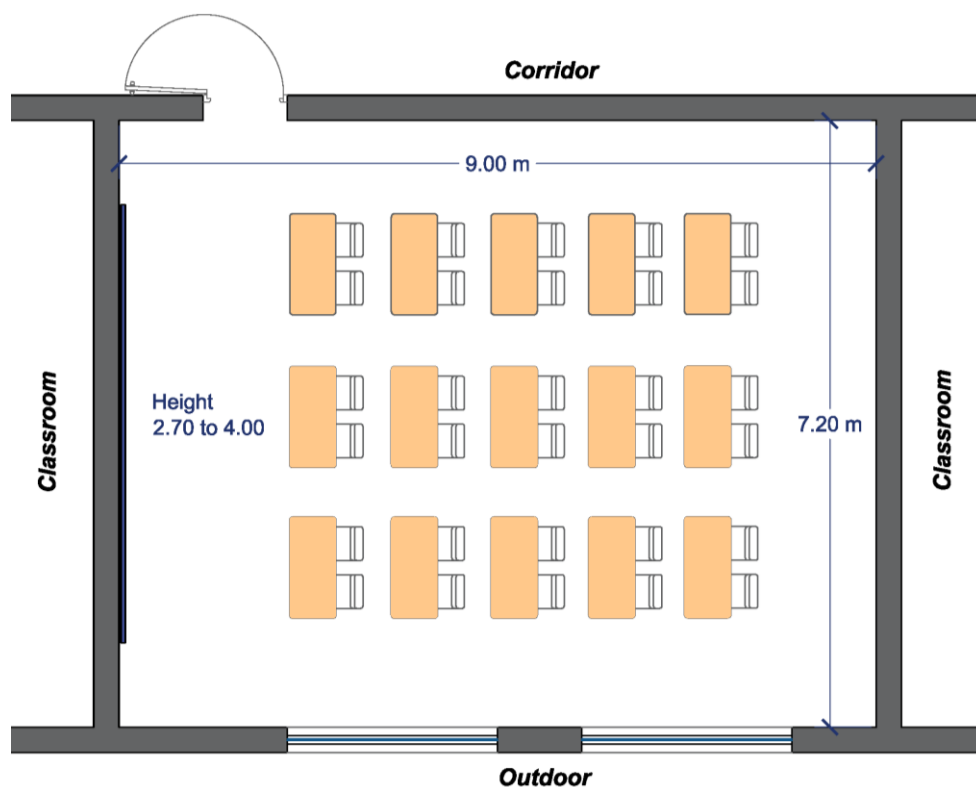 Corridor
9.00 m
Classroom
Height
2.70 to 4.00
7.20 m
Classroom
Outdoor